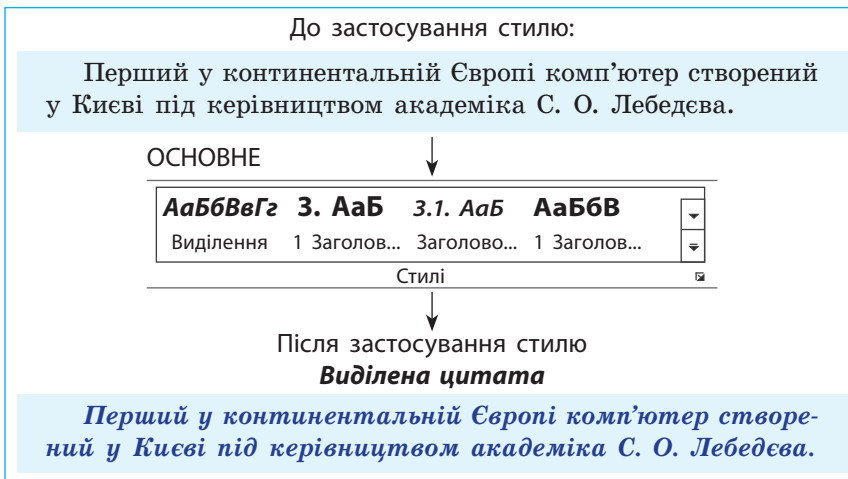 До застосування стилю:
Перший у континентальній Європі комп’ютер створений
у Києві під керівництвом академіка С. О. Лебедєва.
ОСНОВНЕ
АаБбВвГг 3. АаБ 3.1. АаБ АаБбВ
Виділення 1 Заголов... Заголово... 1 Заголов...
Стилі
Після застосування стилю
Виділена цитата
Перший у континентальній Європі комп’ютер створе-
ний у Києві під керівництвом академіка С. О. Лебедєва.